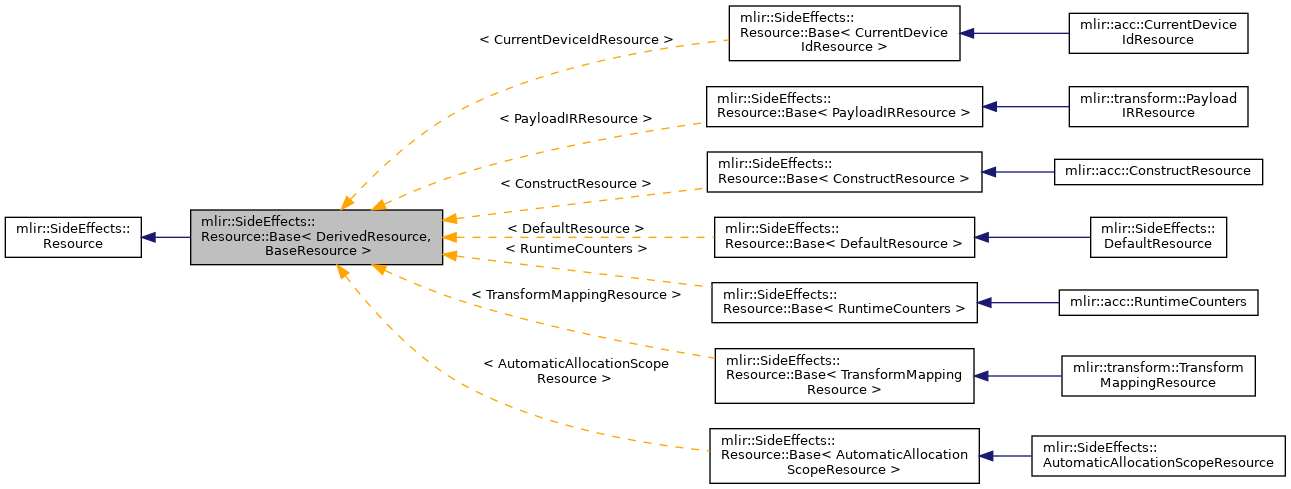 mlir::SideEffects::
Resource
mlir::SideEffects::
Resource::Base< DerivedResource,
BaseResource >
< CurrentDeviceIdResource >
mlir::SideEffects::
Resource::Base< CurrentDevice
IdResource >
mlir::acc::CurrentDevice
IdResource
< PayloadIRResource >
mlir::SideEffects::
Resource::Base< PayloadIRResource >
mlir::transform::Payload
IRResource
< ConstructResource >
mlir::SideEffects::
Resource::Base< ConstructResource >
mlir::acc::ConstructResource
< DefaultResource >
mlir::SideEffects::
Resource::Base< DefaultResource >
mlir::SideEffects::
DefaultResource
< RuntimeCounters >
mlir::SideEffects::
Resource::Base< RuntimeCounters >
mlir::acc::RuntimeCounters
< TransformMappingResource >
mlir::SideEffects::
Resource::Base< TransformMapping
Resource >
mlir::transform::Transform
MappingResource
< AutomaticAllocationScope
Resource >
mlir::SideEffects::
Resource::Base< AutomaticAllocation
ScopeResource >
mlir::SideEffects::
AutomaticAllocationScopeResource